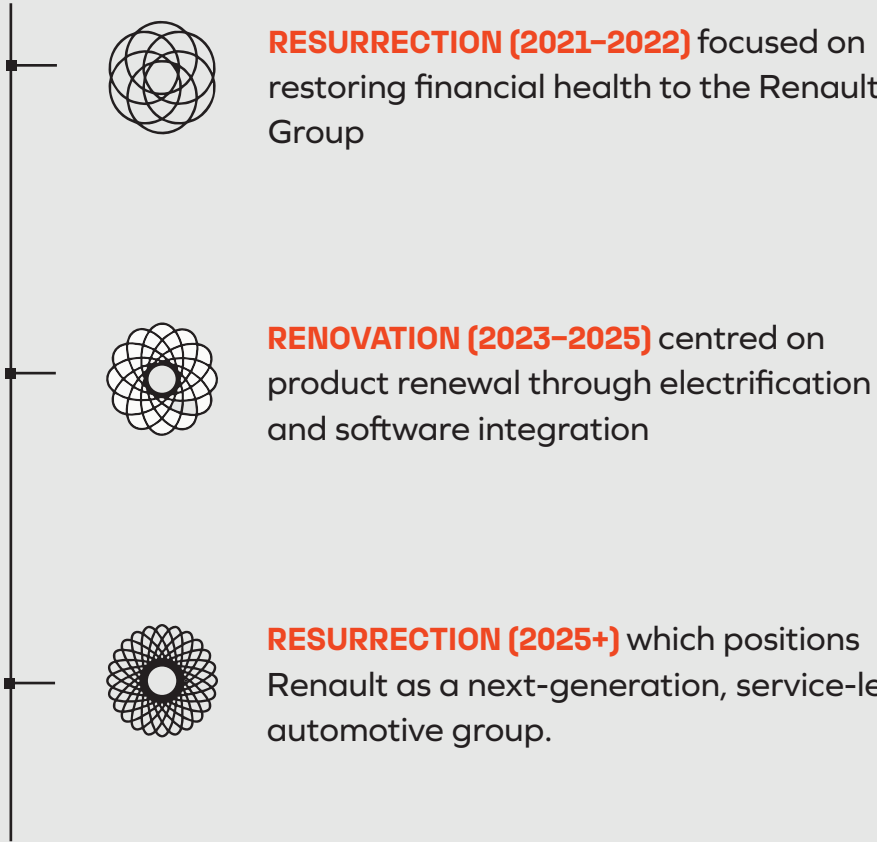 RESURRECTION (2021–2022) focused on
restoring financial health to the Renault
Group
RENOVATION (2023–2025) centred on
product renewal through electrification
and software integration
RESURRECTION (2025+) which positions
Renault as a next-generation, service-le
automotive group.